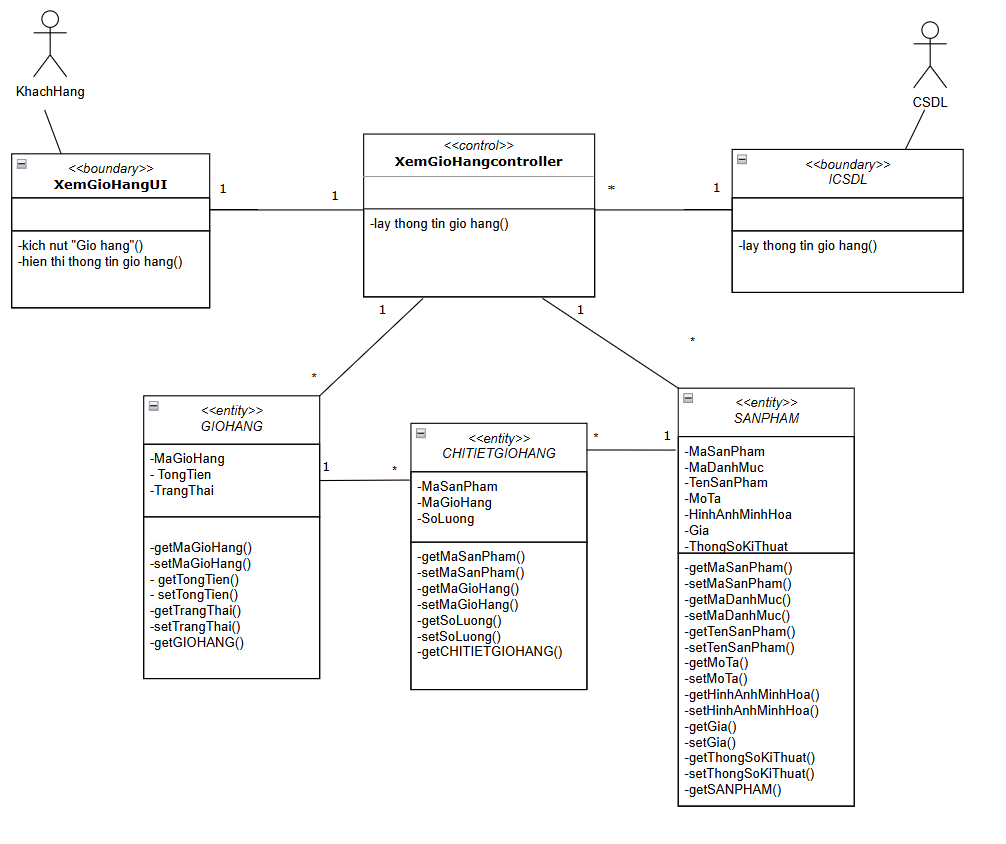 KhachHang
CSDL
<<boundary>>
XemGioHangUI
-kich nut "Gio hang"()
-hien thi thong tin gio hang()
1
1
<<control>>
XemGioHangcontroller
-lay thong tin gio hang()
*
1
<<boundary>>
ICSDL
-lay thong tin gio hang()
1
*
1
*
<<entity>>
GIOHANG
-MaGioHang
- TongTien
-TrangThai
-getMaGioHang()
-setMaGioHang()
- getTongTien()
- setTongTien()
-getTrangThai()
-setTrangThai()
-getGIOHANG()
1
*
<<entity>>
CHITIETGIOHANG
-MaSanPham
-MaGioHang
-SoLuong
-getMaSanPham()
-setMaSanPham()
-getMaGioHang()
-setMaGioHang()
-getSoLuong()
-setSoLuong()
-getCHITIETGIOHANG()
*
1
<<entity>>
SANPHAM
-MaSanPham
-MaDanhMuc
-TenSanPham
-MoTa
-HinhAnhMinhHoa
-Gia
-ThongSoKiThuat
-getMaSanPham()
-setMaSanPham()
-getMaDanhMuc()
-setMaDanhMuc()
-getTenSanPham()
-setTenSanPham()
-getMoTa()
-setMoTa()
-getHinhAnhMinhHoa()
-setHinhAnhMinhHoa()
-getGia()
-setGia()
-getThongSoKiThuat()
-setThongSoKiThuat()
-getSANPHAM()